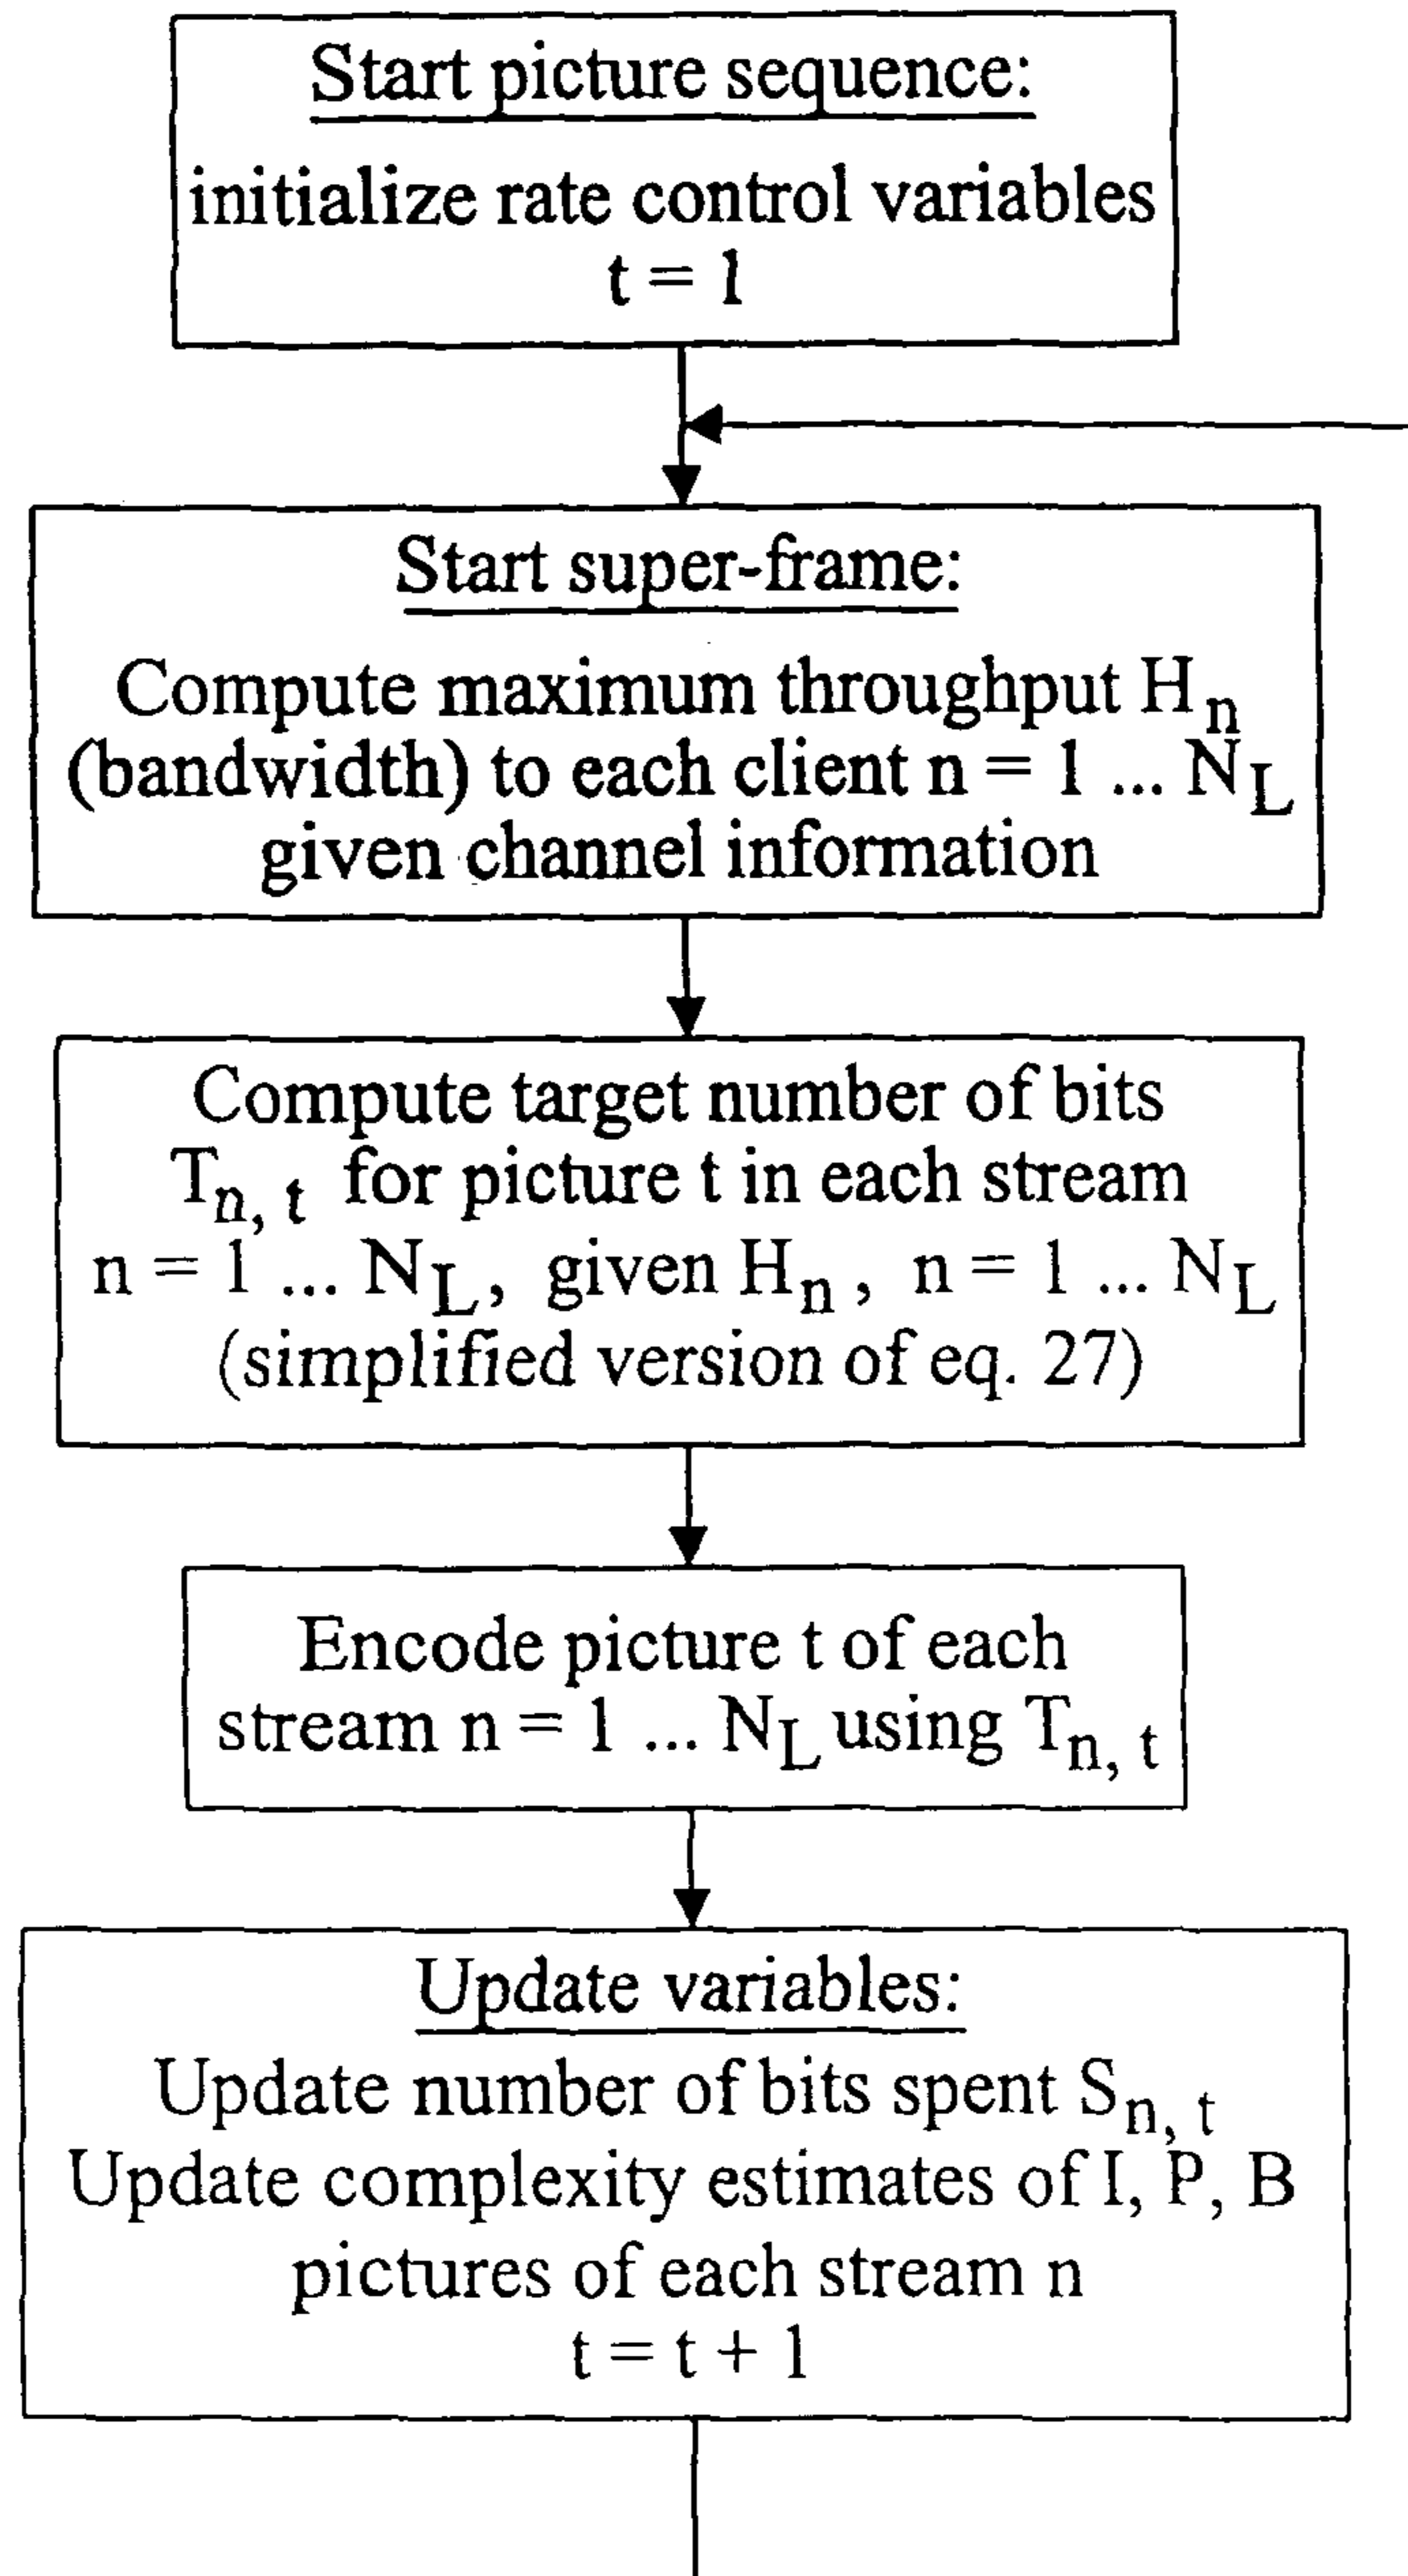 Start picture sequence:
initialize rate control variables
t = 1
Start super-frame:
Compute maximum throughput Hn
(bandwidth) to each client n = 1 ... NL
given channel information
Compute target number of bits
Tn, t for picture t in each stream
n = 1 ... NL, given Hn , n = 1 ... NL
(simplified version of eq. 27)
Encode picture t of each
stream n = 1 ... NL using Tn, t
Update variables:
Update number of bits spent Sn, t
Update complexity estimates of I, P, B
pictures of each stream n
t = t + 1